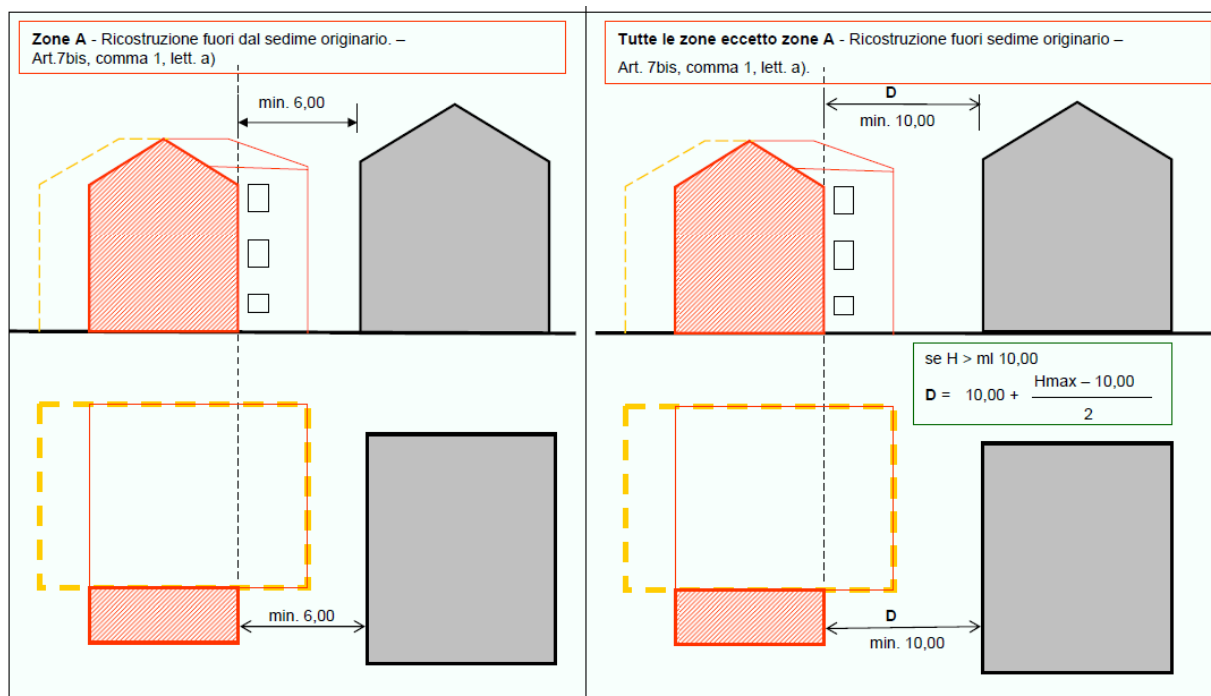 Zone A - Ricostruzione fuori dal sedime originario. –
Art.7bis, comma 1, lett. a)
min. 6,00
min. 6,00
Tutte le zone eccetto zone A - Ricostruzione fuori sedime originario –
Art. 7bis, comma 1, lett. a).
D
min. 10,00
se H > ml 10,00
D = 10,00 + Hmax – 10,00
2
D
min. 10,00